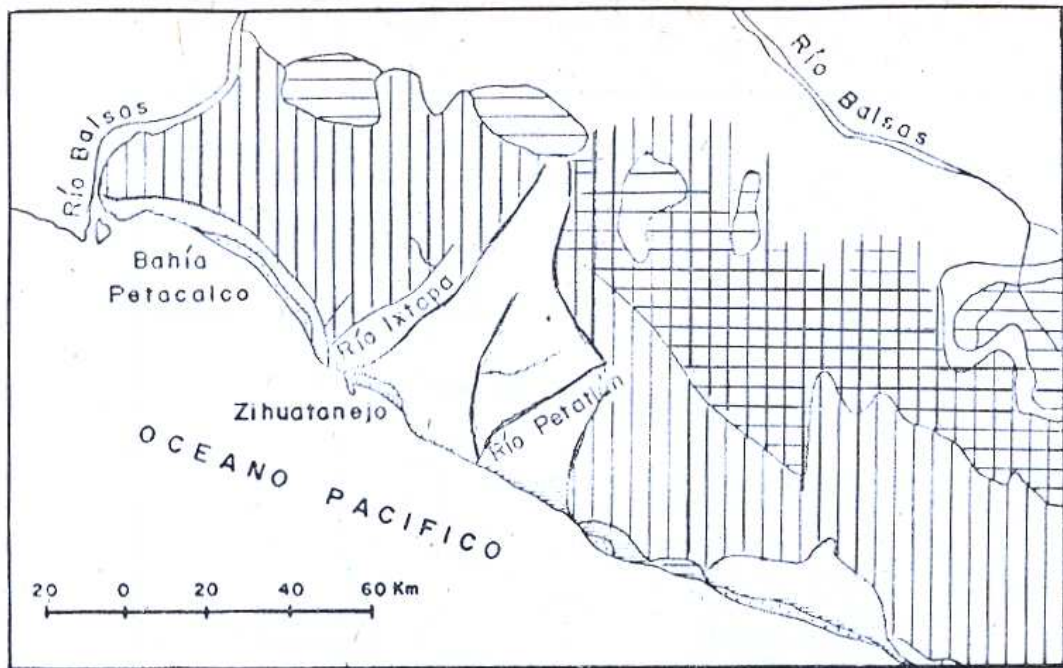 Río Balsas
Río
Balsas
Bahía
Petacalco
Río Ixtapa
Zihuatanejo
Río Petatlán
OCEANO PACIFICO
20 0 20 40 60 Km